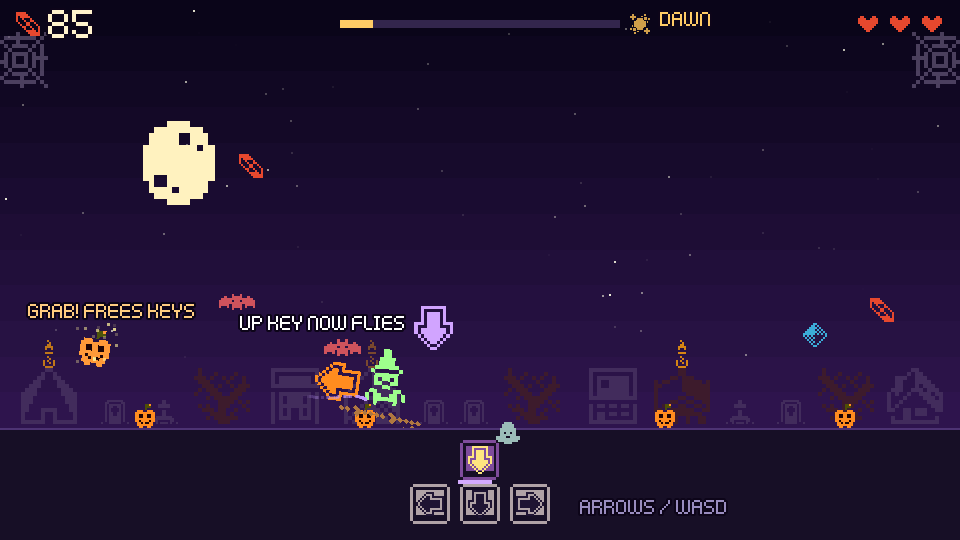 85
DAWN
GRAB! FREES KEYS
UP KEY NOW FLIES
ARROWS / WASD